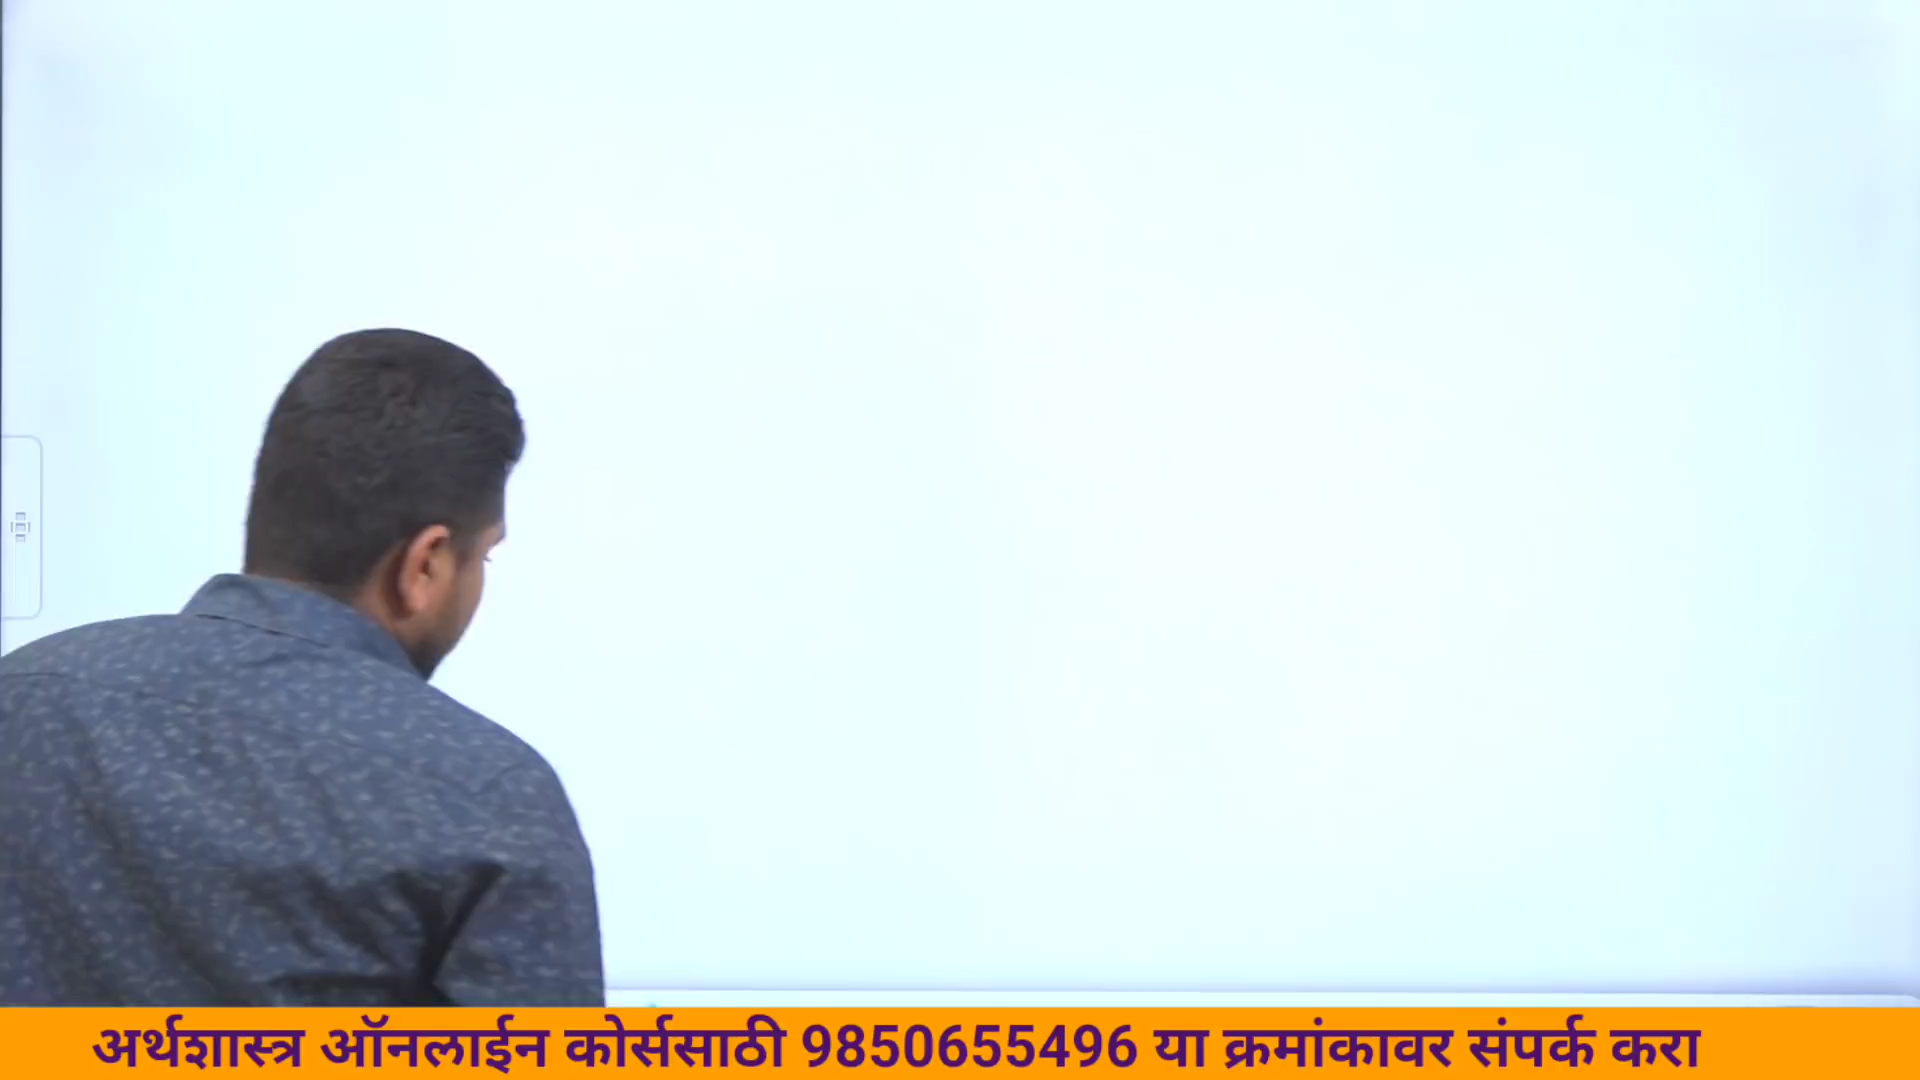 अर्थशास्त्र ऑनलाईन कोर्ससाठी 9850655496 या क्रमांकावर संपर्क करा